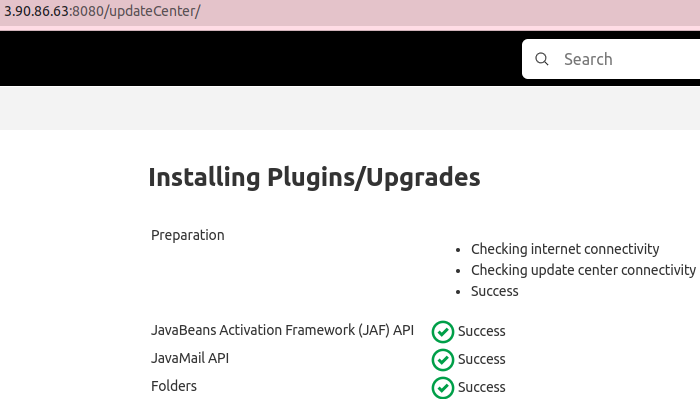 3.90.86.63:8080/updateCenter/
Search
Installing Plugins/Upgrades
Preparation
• Checking internet connectivity
• Checking update center connectivity
• Success
JavaBeans Activation Framework (JAF) API Success
JavaMail API Success
Folders Success